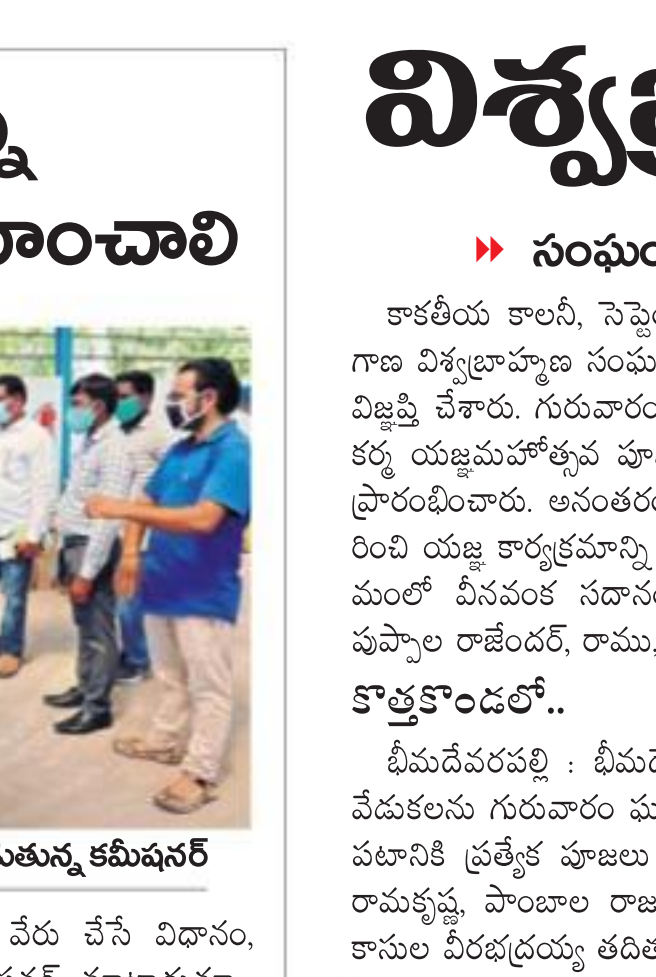 హించాలి
తున్న కమీషనర్
వేరు చేసే విధానం,
సంఘం
కాకతీయ కాలనీ, సెప్టెం
గాణ విశ్వబ్రాహ్మణ సంఘ
విజ్ఞప్తి చేశారు. గురువారం
కర్మ యజ్ఞమహోత్సవ పూ
ప్రారంభించారు. అనంతరం
రించి యజ్ఞ కార్యక్రమాన్ని
మంలో వీనవంక సదానం
పుప్పాల రాజేందర్, రాము,
కొత్తకొండలో..
భీమదేవరపల్లి : భీమదే
వేడుకలను గురువారం ఘ
పటానికి ప్రత్యేక పూజలు
రామకృష్ణ, పాంబాల రాజ
కాసుల వీరభద్రయ్య తదిత